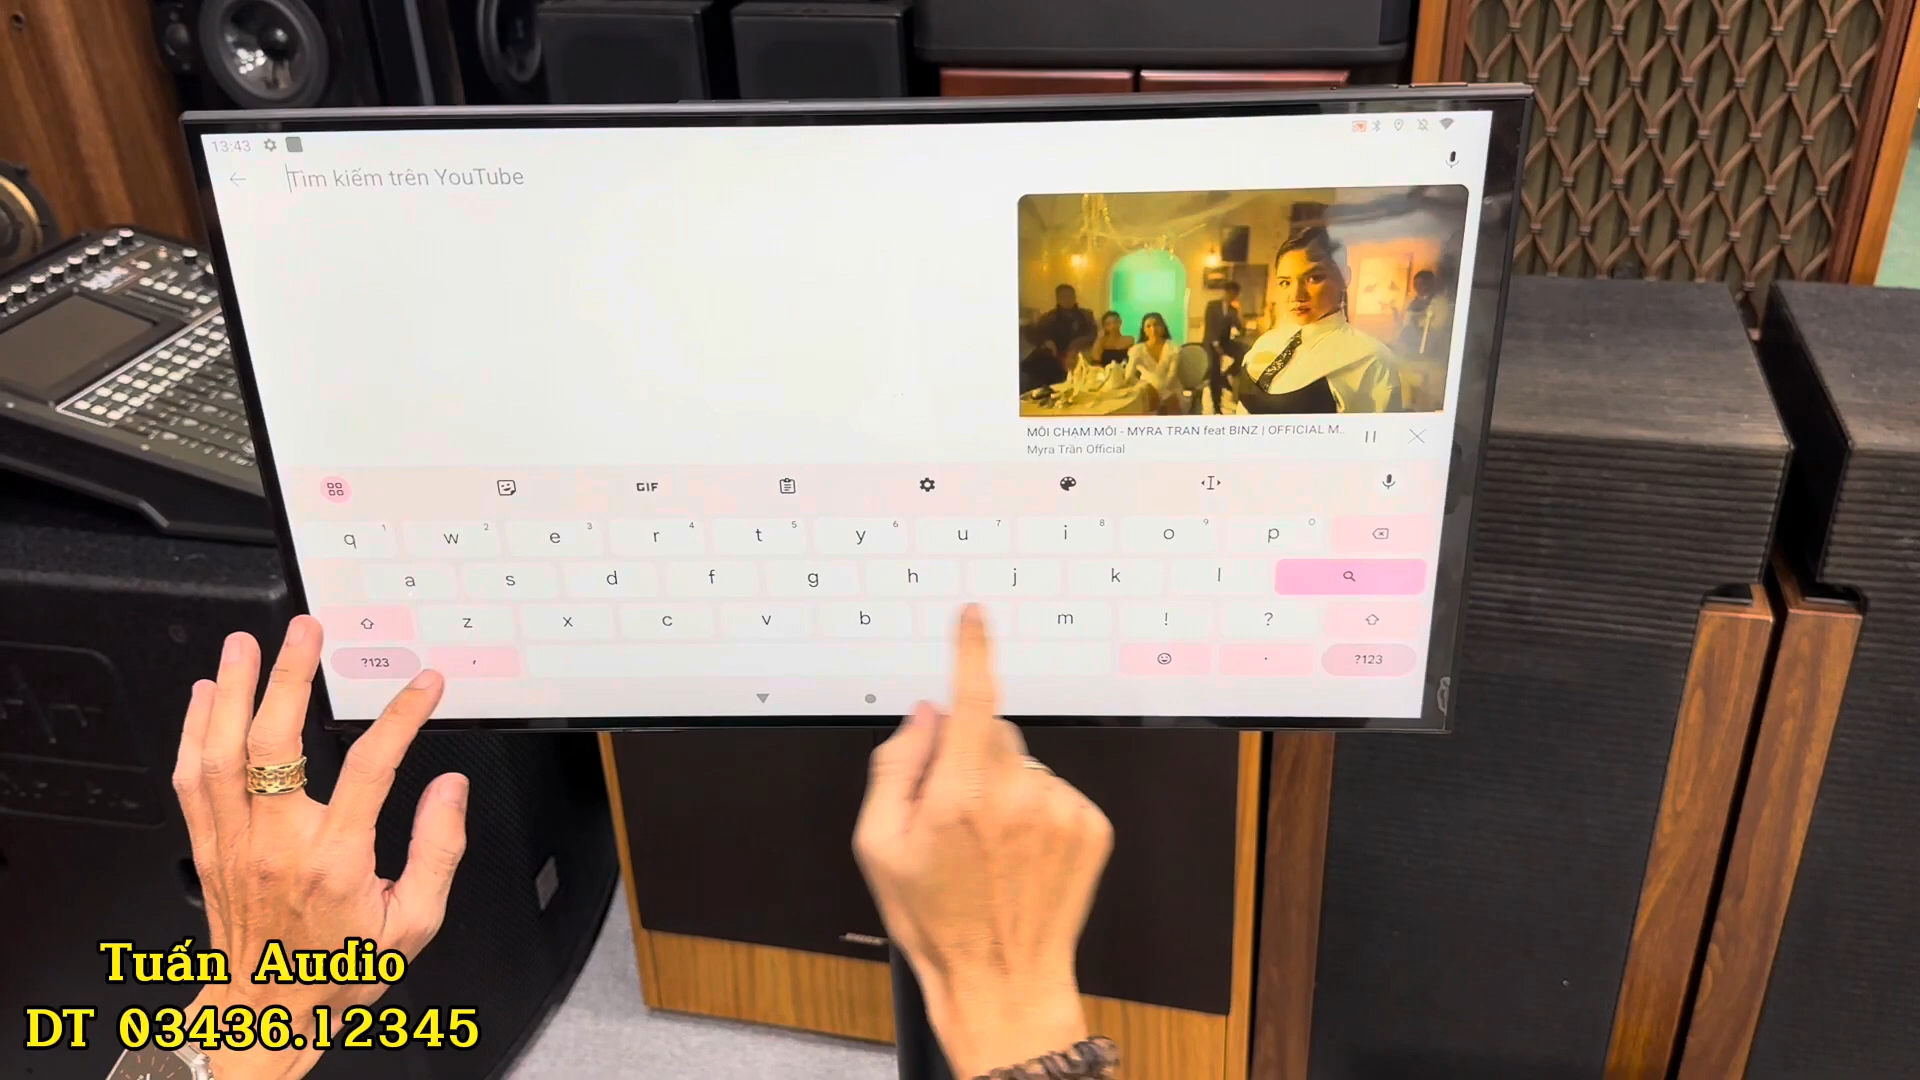 13:43
Tìm kiếm trên YouTube
MÔI CHẠM MÔI - MYRA TRAN feat BINZ | OFFICIAL M..
Myra Trần Official
GIF
q 1 w 2 e 3 r 4 t 5 y 6 u 7 i 8 o 9 p 0
a s d f g h j k l
z x c v b m ! ?
?123 , . ?123
Tuấn Audio
DT 03436.12345